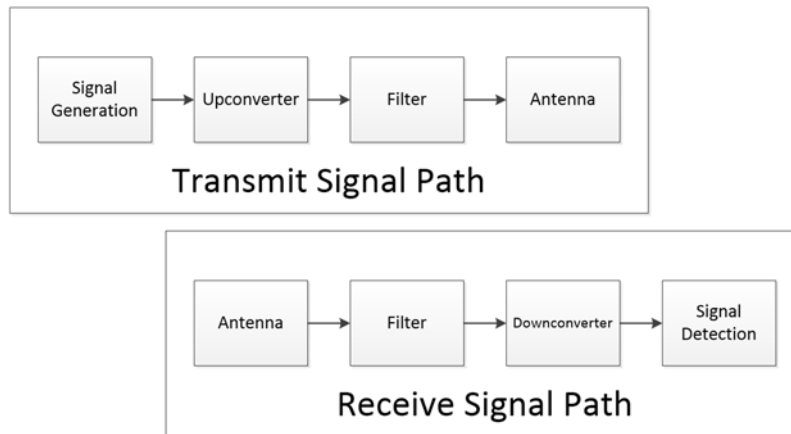 Signal
Generation
Upconverter
Filter
Antenna
Transmit Signal Path
Antenna
Filter
Downconverter
Signal
Detection
Receive Signal Path